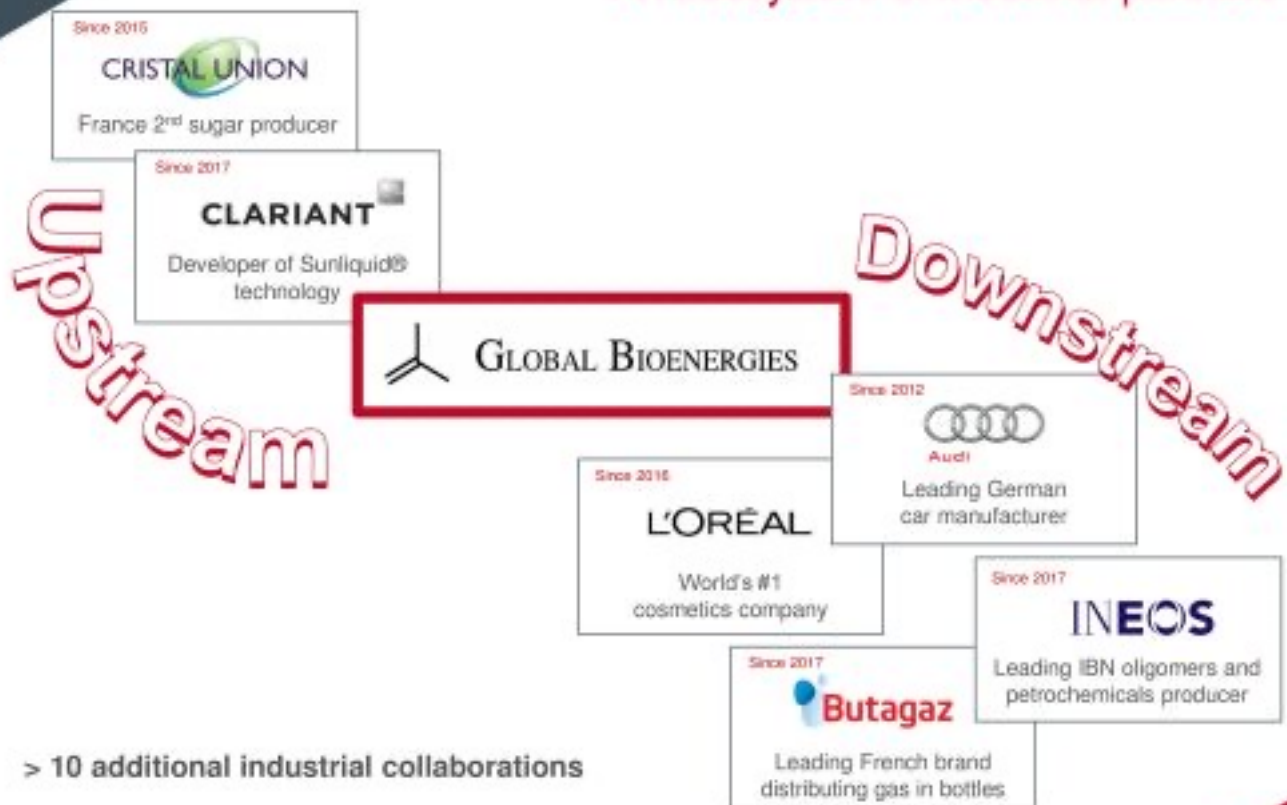 Since 2015
CRISTAL UNION
France 2nd sugar producer
Since 2017
CLARIANT
Developer of Sunliquid®
technology
Upstream
GLOBAL BIOENERGIES
Downstream
Since 2012
Audi
Leading German
car manufacturer
Since 2016
L'ORÉAL
World's #1
cosmetics company
Since 2017
INEOS
Leading IBN oligomers and
petrochemicals producer
Since 2017
Butagaz
Leading French brand
distributing gas in bottles
> 10 additional industrial collaborations